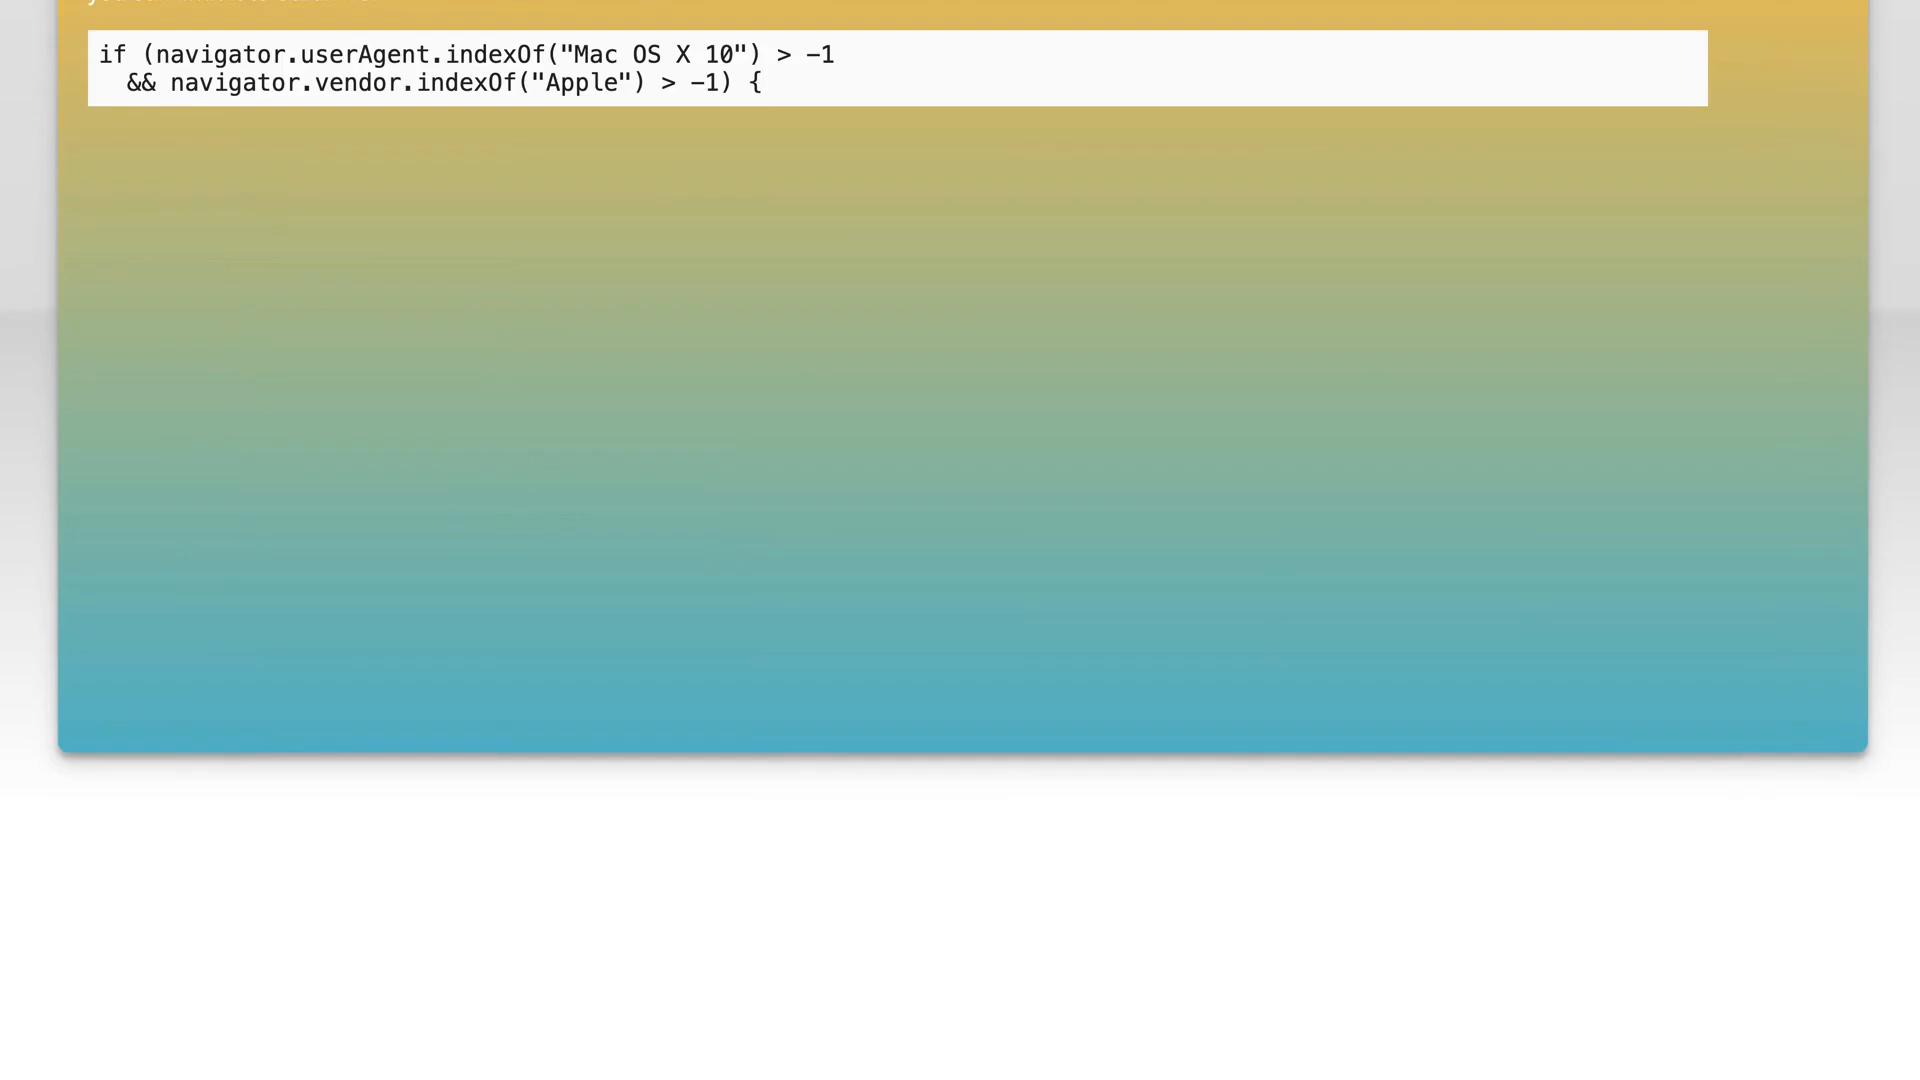 if (navigator.userAgent.indexOf("Mac OS X 10") > -1
  && navigator.vendor.indexOf("Apple") > -1) {